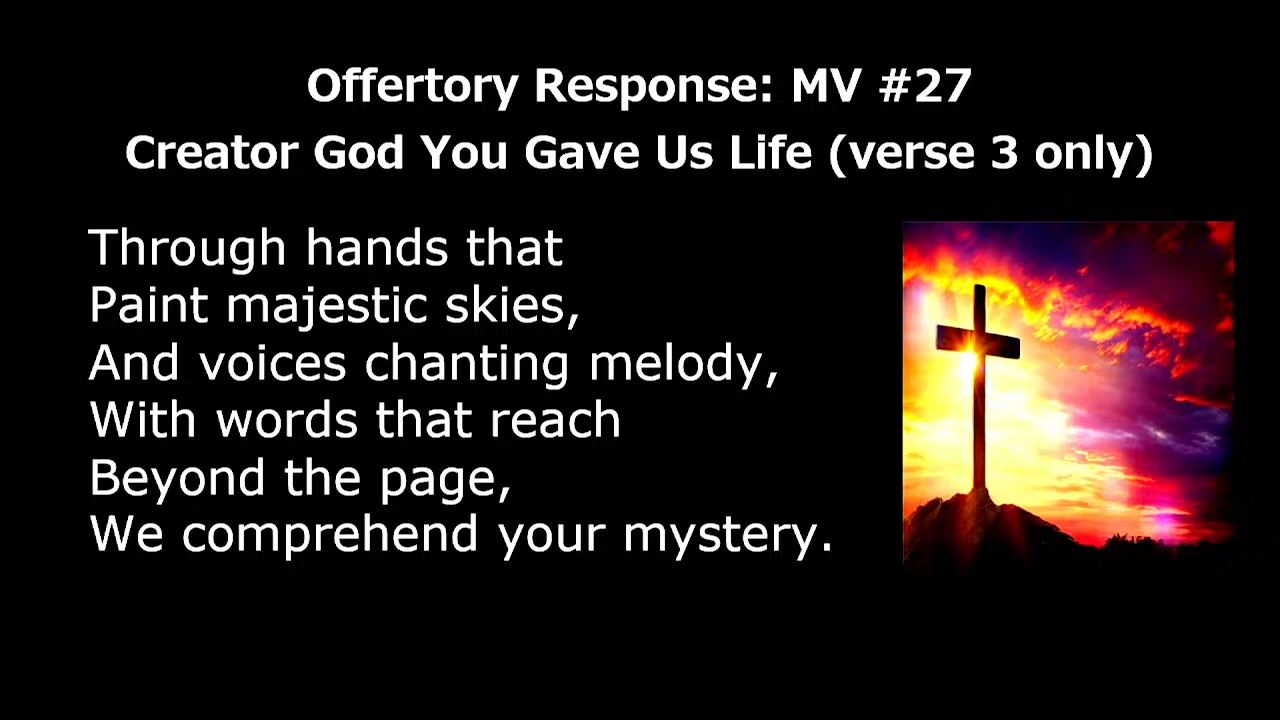 Offertory Response: MV #27
Creator God You Gave Us Life (verse 3 only)
Through hands that
Paint majestic skies,
And voices chanting melody,
With words that reach
Beyond the page,
We comprehend your mystery.